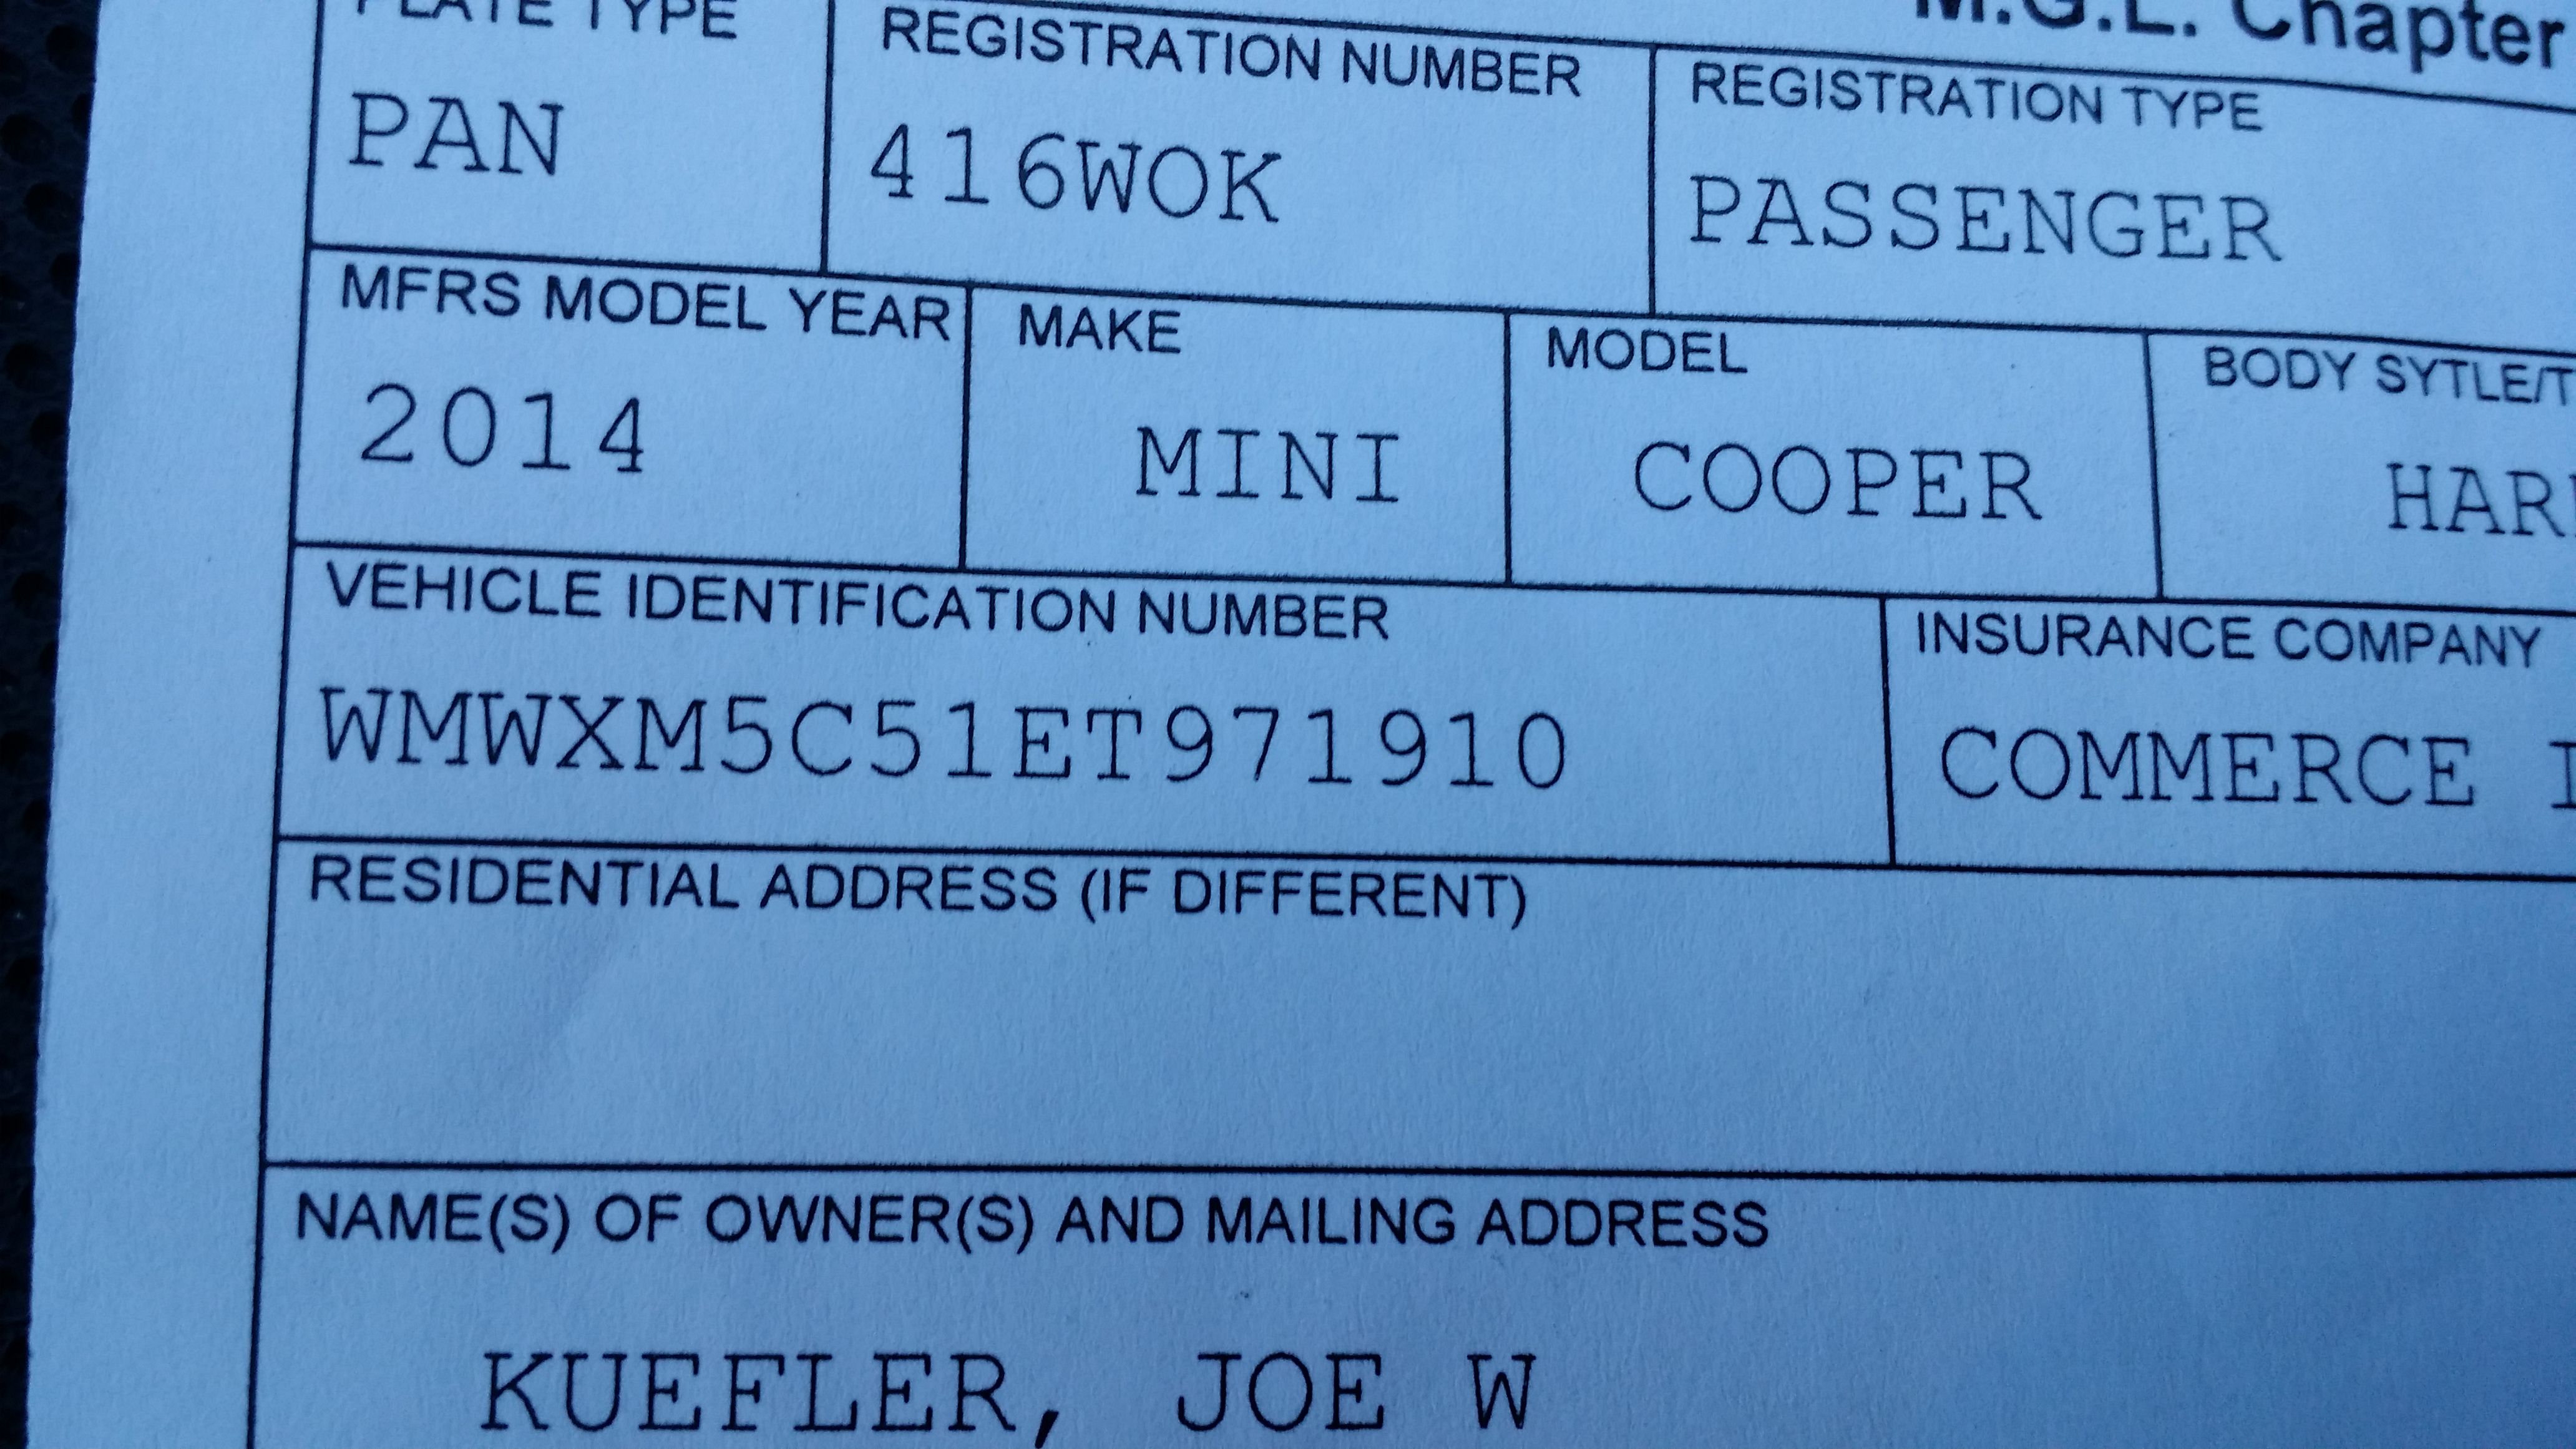 M.G.L. Chapter
PLATE TYPE REGISTRATION NUMBER REGISTRATION TYPE
PAN 416WOK PASSENGER
MFRS MODEL YEAR MAKE MODEL BODY SYTLE/T
2014 MINI COOPER HAR
VEHICLE IDENTIFICATION NUMBER INSURANCE COMPANY
WMWXM5C51ET971910 COMMERCE I
RESIDENTIAL ADDRESS (IF DIFFERENT)
NAME(S) OF OWNER(S) AND MAILING ADDRESS
KUEFLER, JOE W